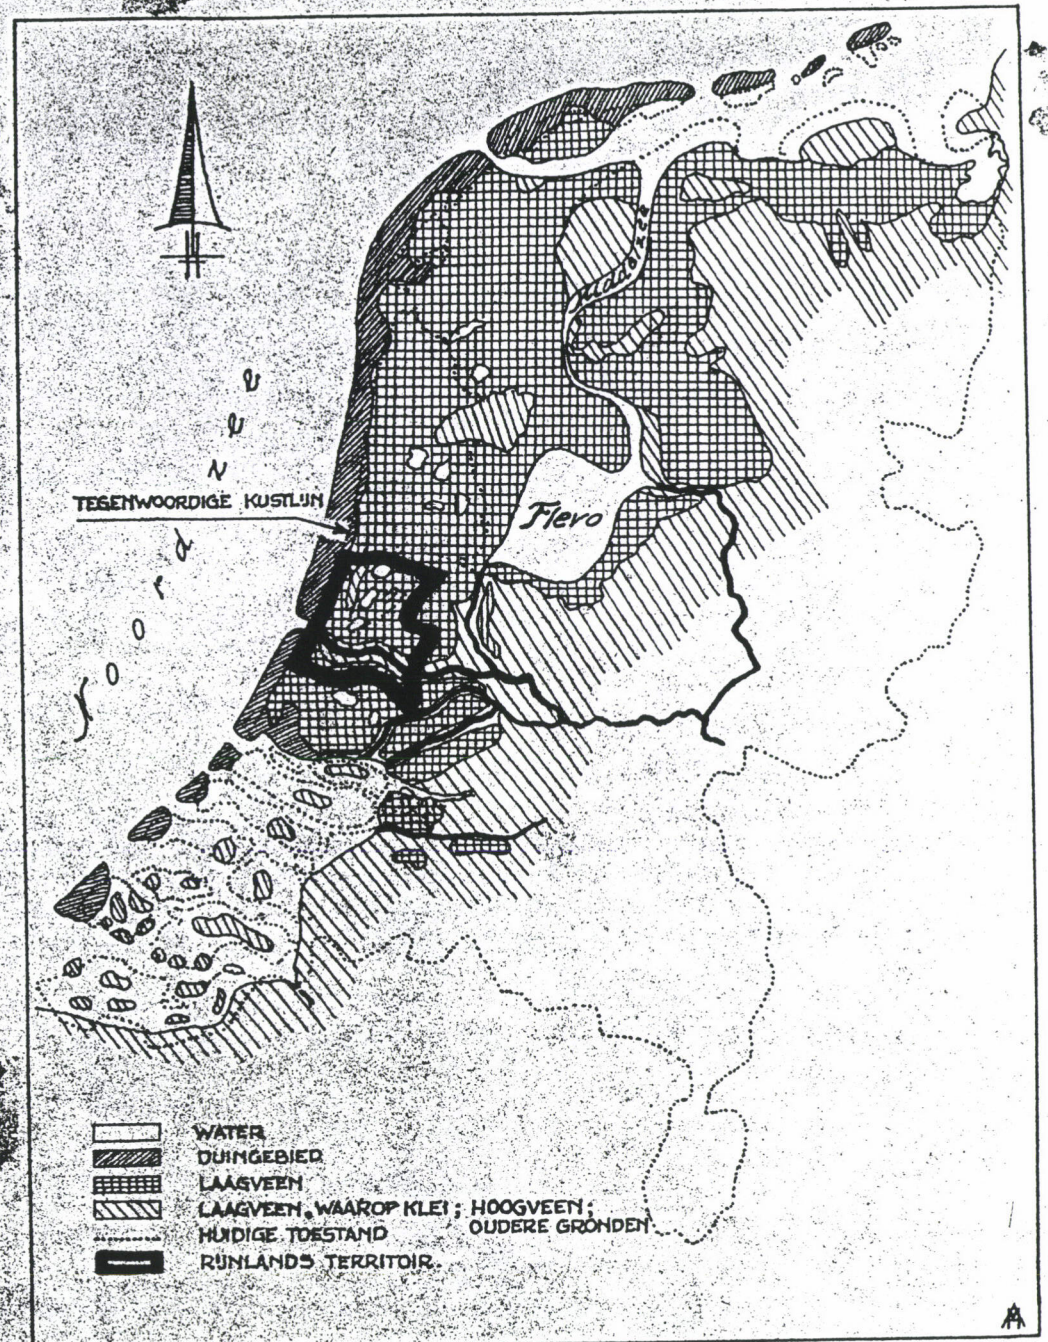 Middelzee
Noordzee
TEGENWOORDIGE KUSTLIJN
Flevo
WATER
DUINGEBIED
LAAGVEEN
LAAGVEEN, WAAROP KLEI; HOOGVEEN;
OUDERE GRONDEN
HUIDIGE TOESTAND
RIJNLANDS TERRITOIR.